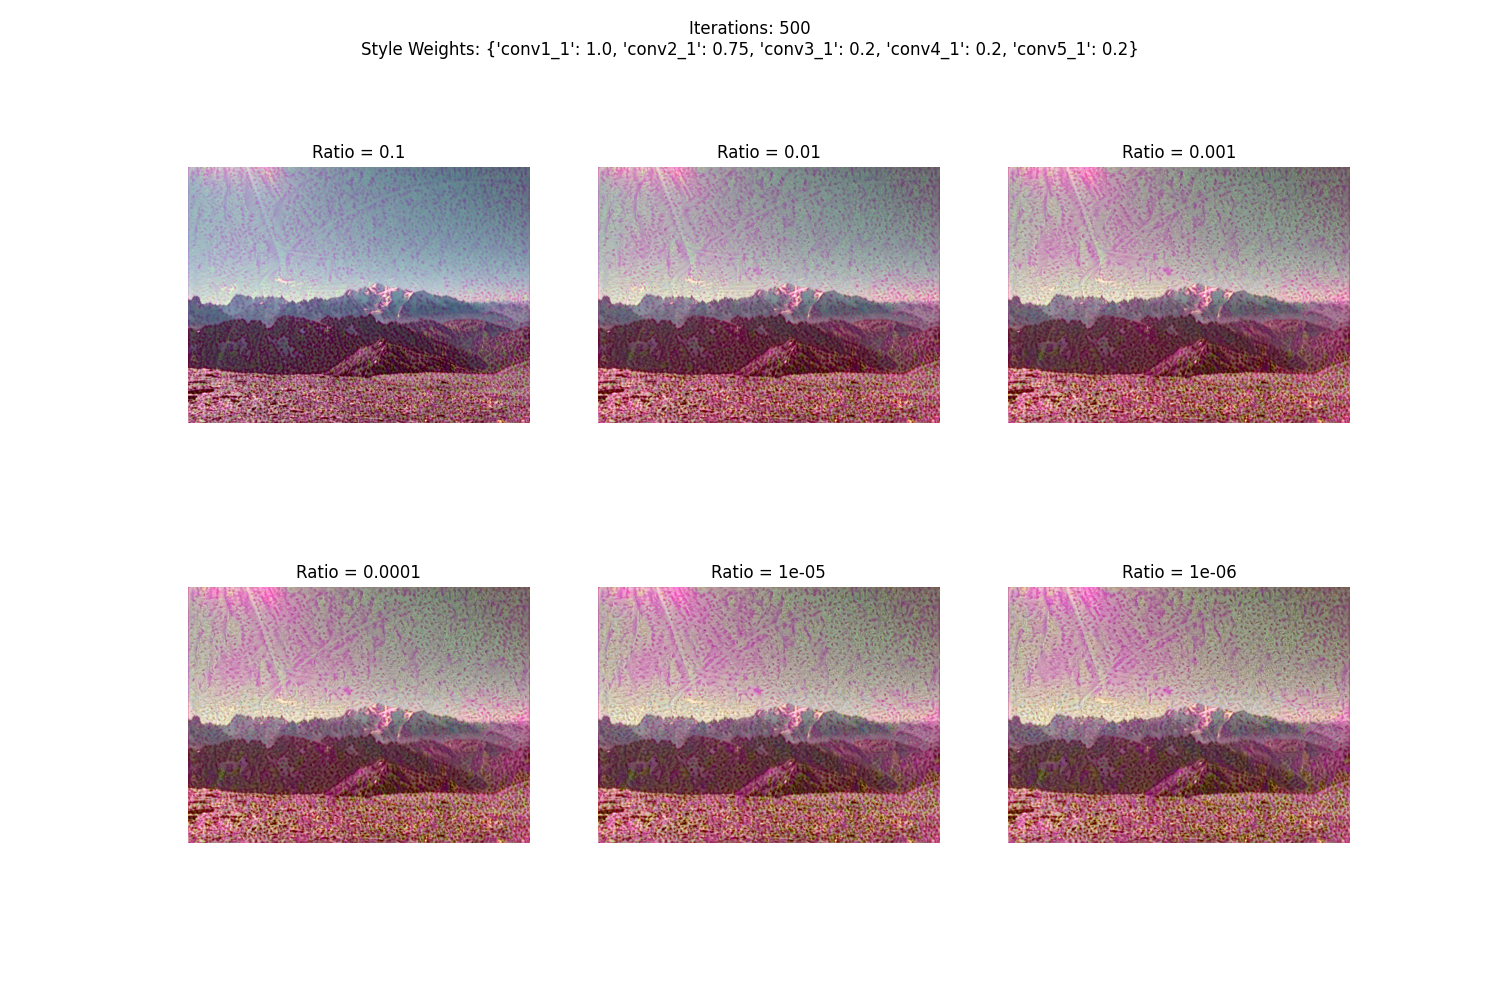 Iterations: 500
Style Weights: {'conv1_1': 1.0, 'conv2_1': 0.75, 'conv3_1': 0.2, 'conv4_1': 0.2, 'conv5_1': 0.2}
Ratio = 0.1
Ratio = 0.01
Ratio = 0.001
Ratio = 0.0001
Ratio = 1e-05
Ratio = 1e-06